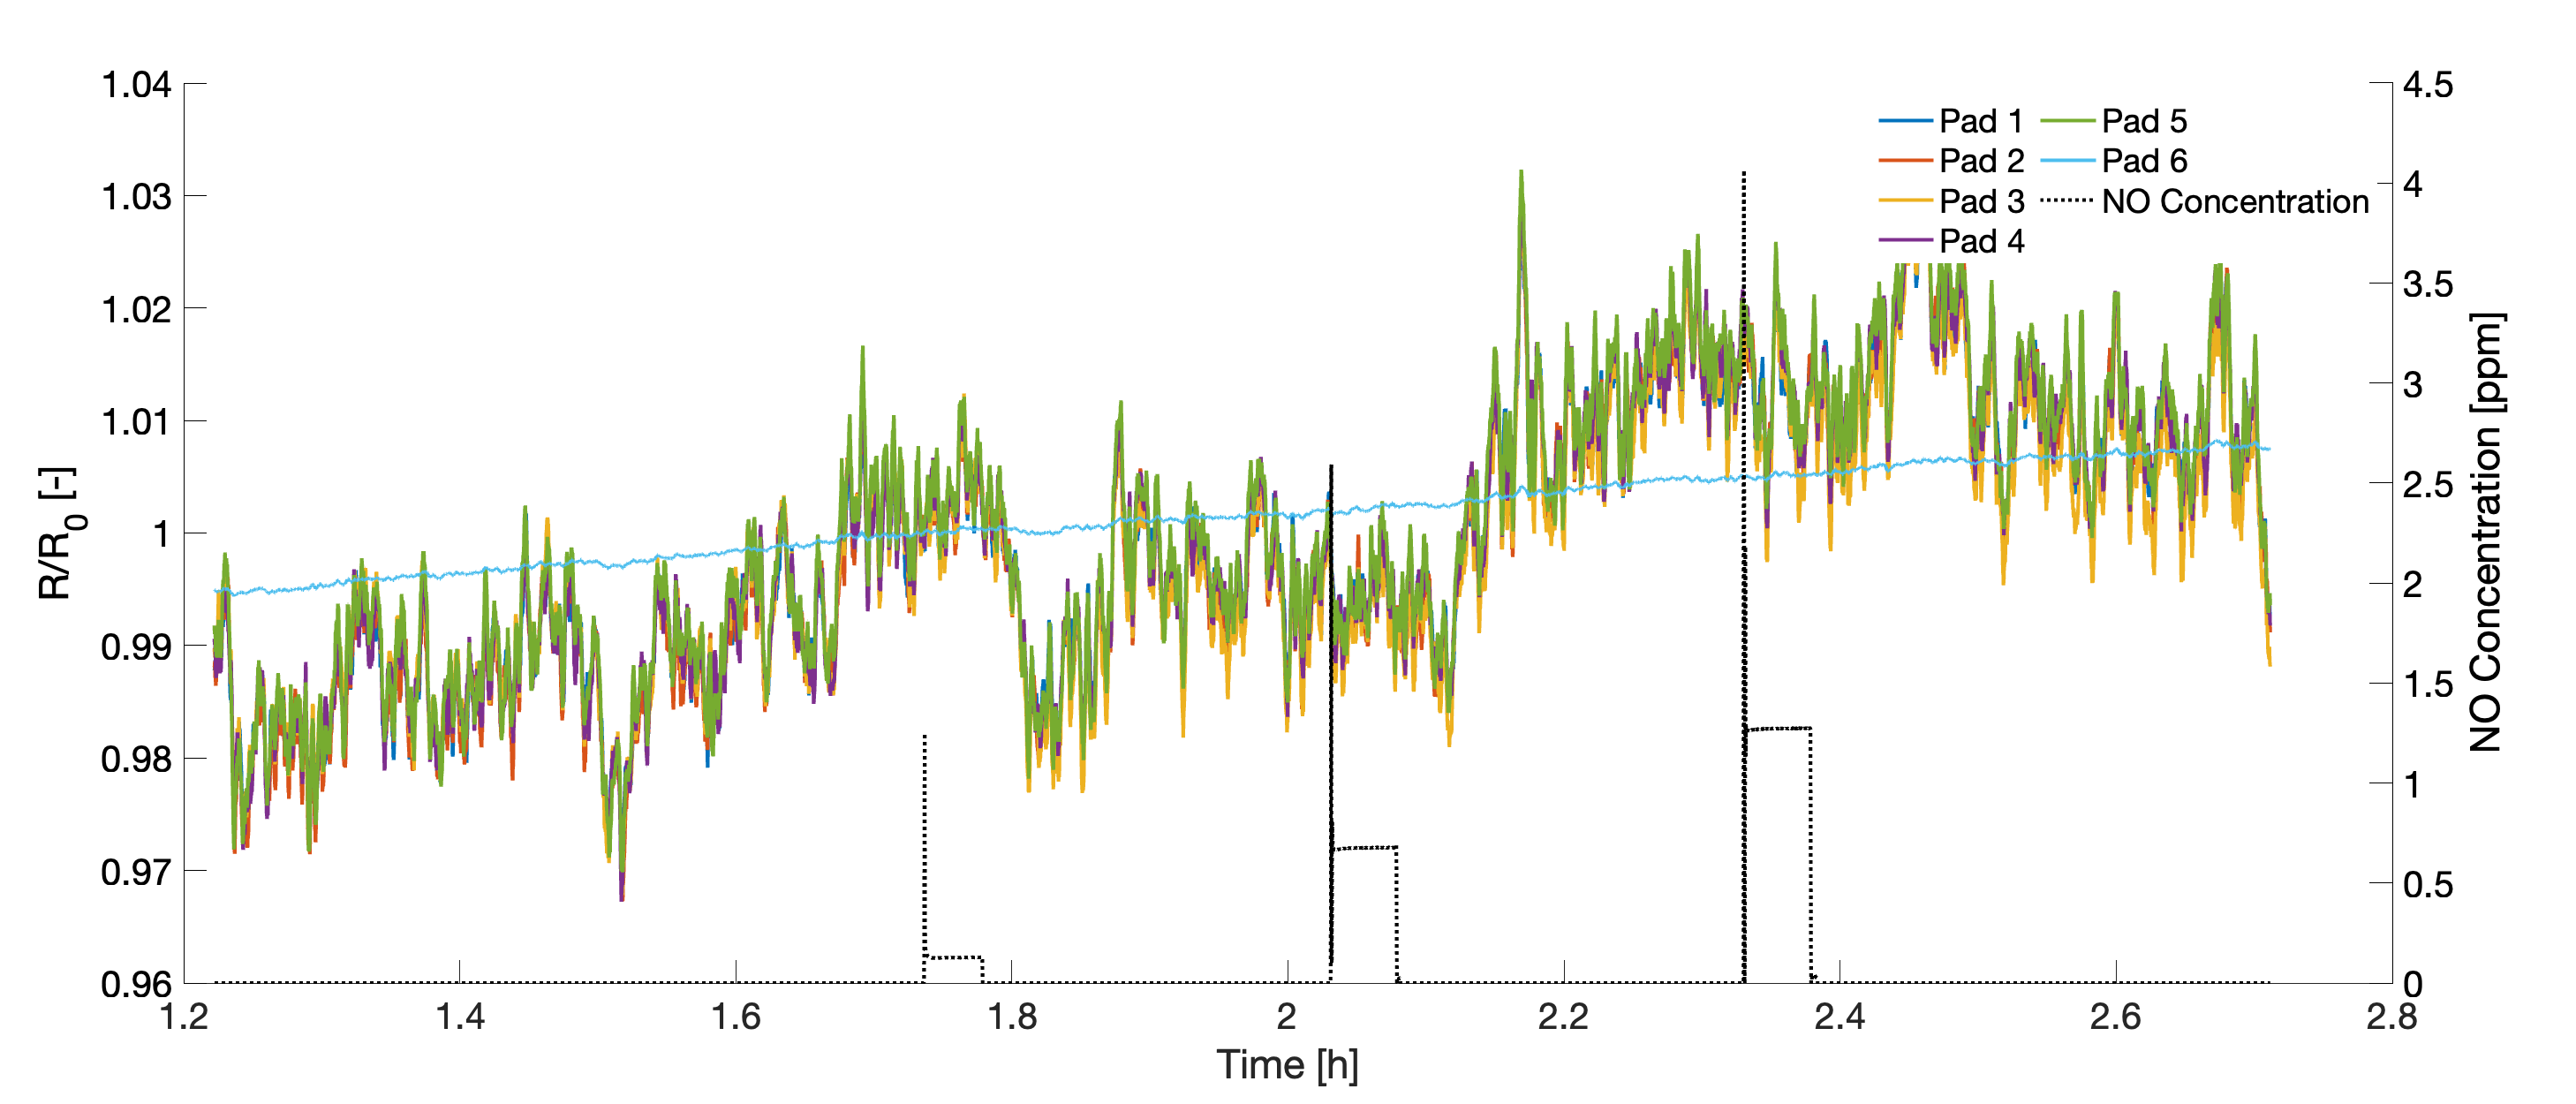 1.04
1.03
1.02
1.01
1
0.99
0.98
0.97
0.96
R/R0 [-]
4.5
4
3.5
3
2.5
2
1.5
1
0.5
0
NO Concentration [ppm]
Pad 1
Pad 2
Pad 3
Pad 4
Pad 5
Pad 6
NO Concentration
1.2 1.4 1.6 1.8 2 2.2 2.4 2.6 2.8
Time [h]